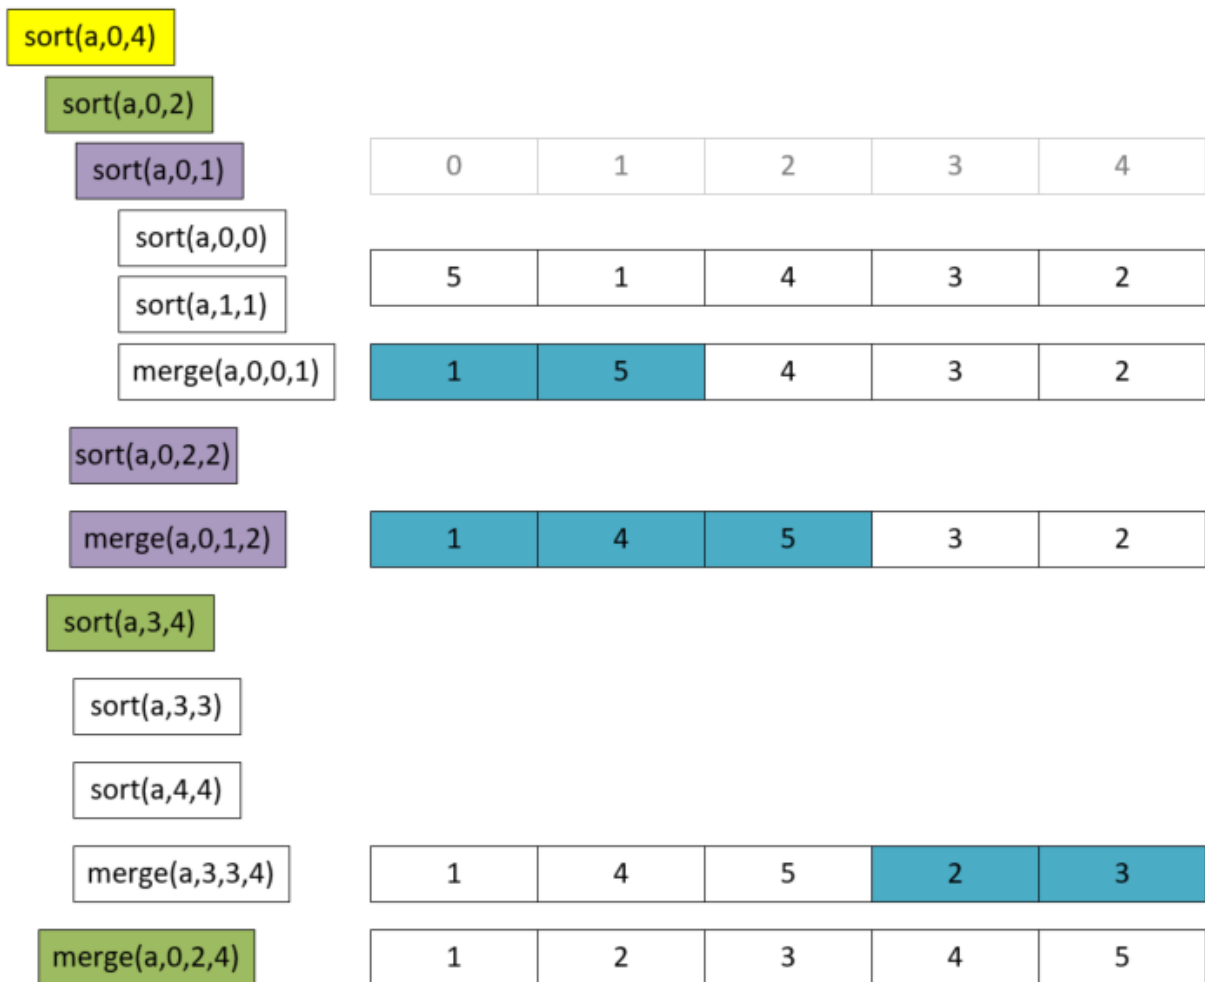 sort(a,0,4)
sort(a,0,2)
sort(a,0,1)
0 1 2 3 4
sort(a,0,0)
5 1 4 3 2
sort(a,1,1)
merge(a,0,0,1) 1 5 4 3 2
sort(a,0,2,2)
merge(a,0,1,2) 1 4 5 3 2
sort(a,3,4)
sort(a,3,3)
sort(a,4,4)
merge(a,3,3,4) 1 4 5 2 3
merge(a,0,2,4) 1 2 3 4 5